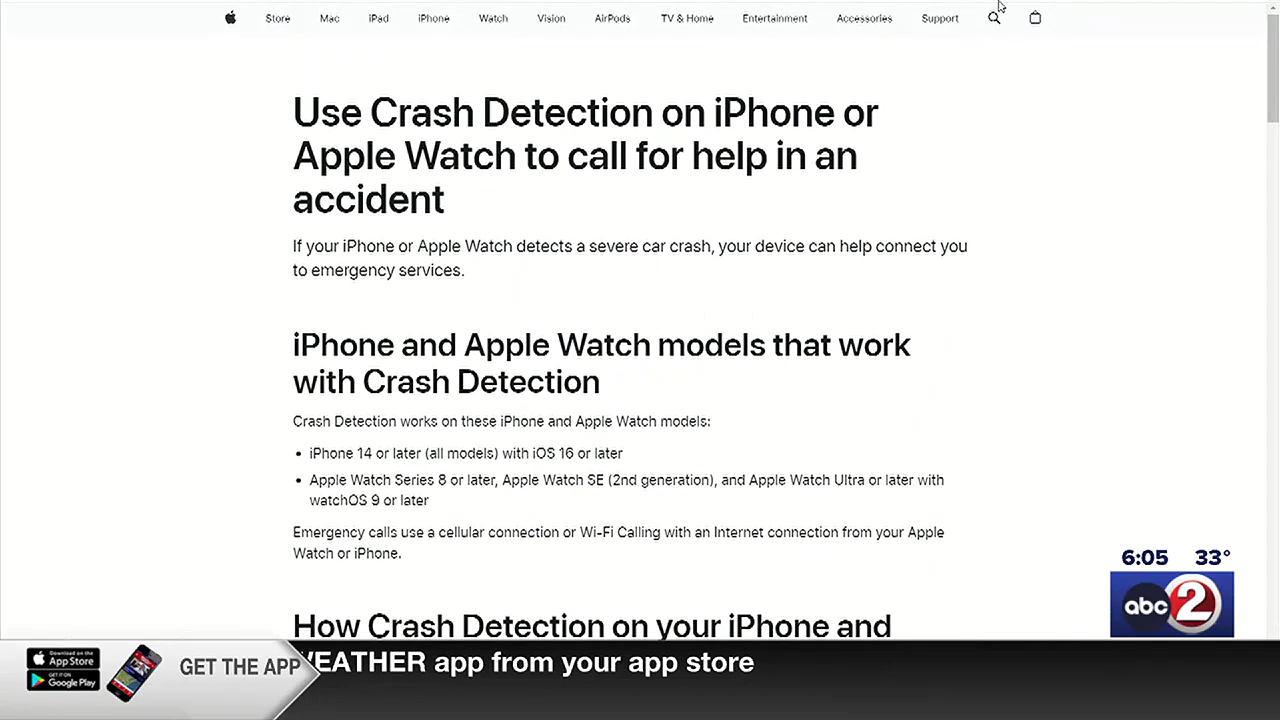 Store Mac iPad iPhone Watch Vision AirPods TV & Home Entertainment Accessories Support
Use Crash Detection on iPhone or
Apple Watch to call for help in an
accident
If your iPhone or Apple Watch detects a severe car crash, your device can help connect you
to emergency services.
iPhone and Apple Watch models that work
with Crash Detection
Crash Detection works on these iPhone and Apple Watch models:
• iPhone 14 or later (all models) with iOS 16 or later
• Apple Watch Series 8 or later, Apple Watch SE (2nd generation), and Apple Watch Ultra or later with
watchOS 9 or later
Emergency calls use a cellular connection or Wi-Fi Calling with an Internet connection from your Apple
Watch or iPhone.
How Crash Detection on your iPhone and
6:05 33°
abc 2
Download on the
App Store
GET IT ON
Google Play
GET THE APP
WEATHER app from your app store